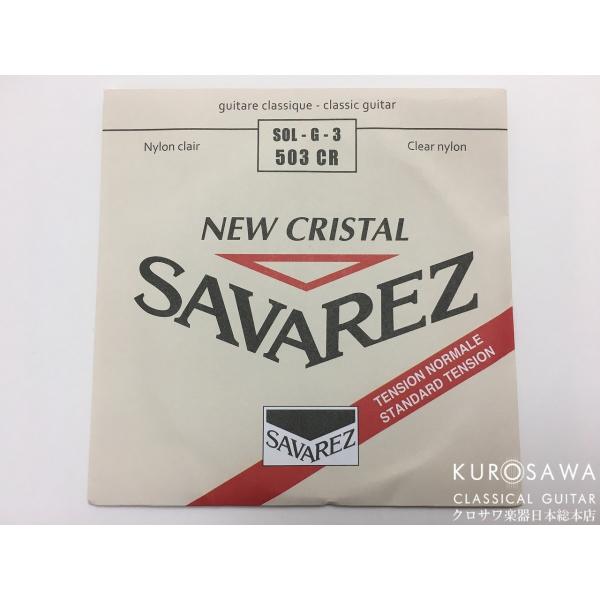 guitare classique - classic guitar
SOL - G - 3
503 CR
Nylon clair
Clear nylon
NEW CRISTAL
SAVAREZ
TENSION NORMALE
STANDARD TENSION
SAVAREZ
KUROSAWA
CLASSICAL GUITAR
クロサワ楽器日本総本店